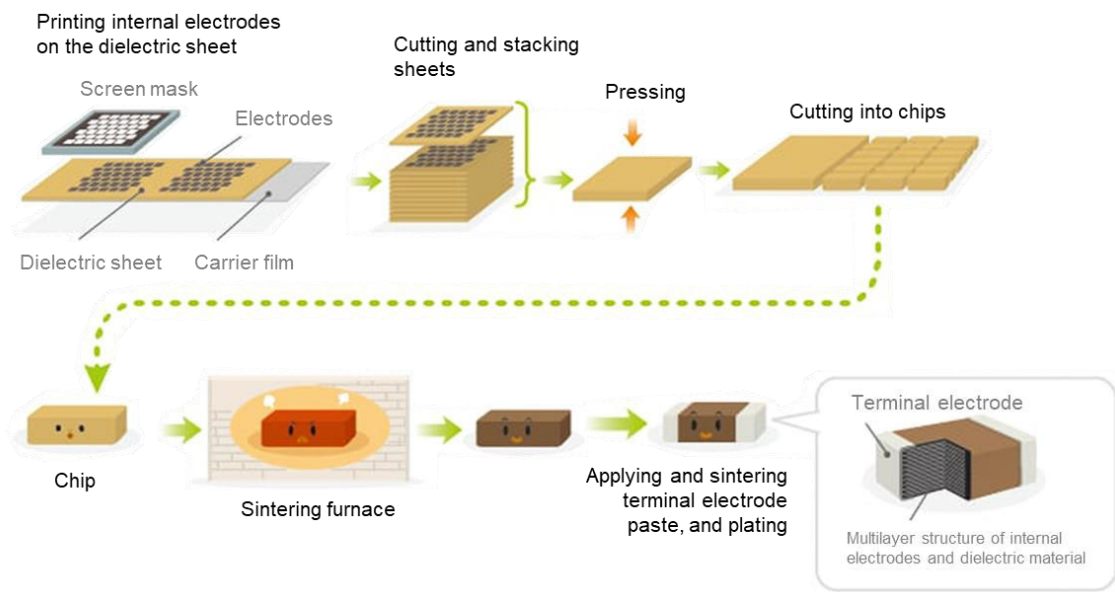 Printing internal electrodes
on the dielectric sheet
Screen mask
Electrodes
Dielectric sheet
Carrier film
Cutting and stacking
sheets
Pressing
Cutting into chips
Chip
Sintering furnace
Applying and sintering
terminal electrode
paste, and plating
Terminal electrode
Multilayer structure of internal
electrodes and dielectric material